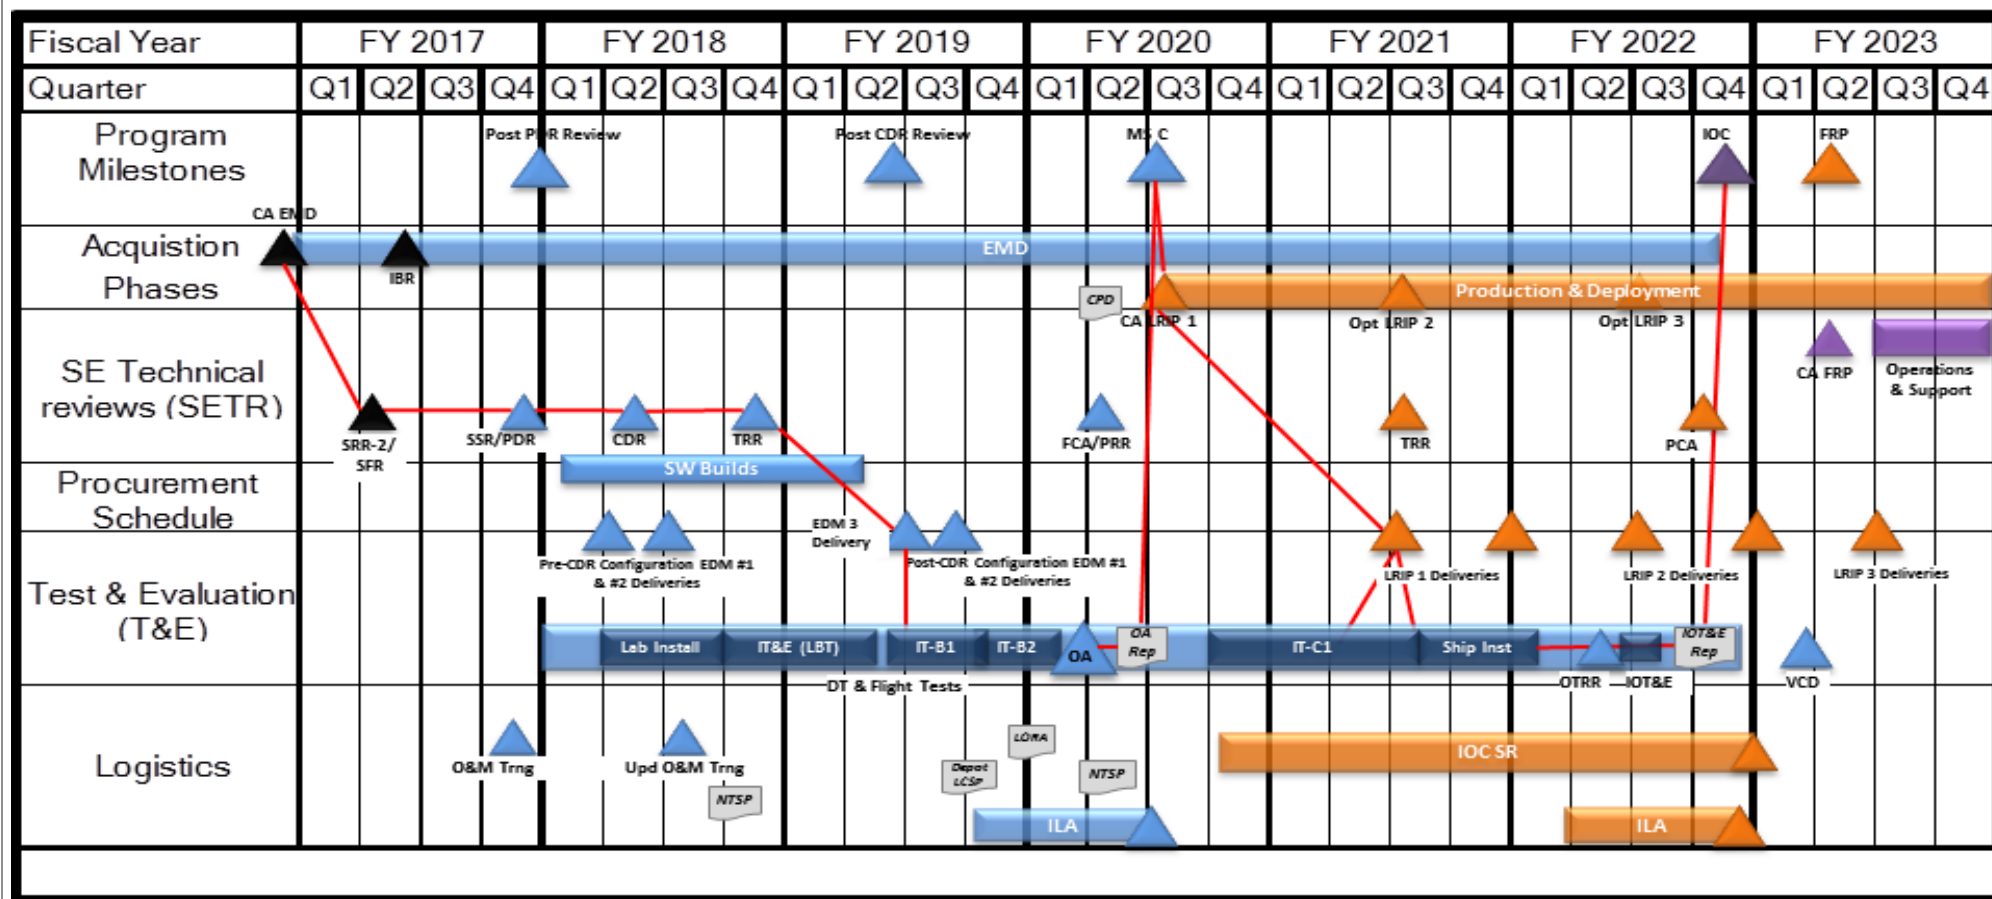 Fiscal Year FY 2017 FY 2018 FY 2019 FY 2020 FY 2021 FY 2022 FY 2023
Quarter Q1 Q2 Q3 Q4 Q1 Q2 Q3 Q4 Q1 Q2 Q3 Q4 Q1 Q2 Q3 Q4 Q1 Q2 Q3 Q4 Q1 Q2 Q3 Q4 Q1 Q2 Q3 Q4
Program
Milestones
Post PDR Review
Post CDR Review
MS C
IOC
FRP
CA EMD
Acquistion
Phases
IBR
EMD
CPD
CA LRIP 1
Production & Deployment
Opt LRIP 2
Opt LRIP 3
SE Technical
reviews (SETR)
SRR-2/
SFR
SSR/PDR
CDR
TRR
FCA/PRR
TRR
PCA
CA FRP
Operations
& Support
Procurement
Schedule
SW Builds
EDM 3
Delivery
Pre-CDR Configuration EDM #1
& #2 Deliveries
Post-CDR Configuration EDM #1
& #2 Deliveries
LRIP 1 Deliveries
LRIP 2 Deliveries
LRIP 3 Deliveries
Test & Evaluation
(T&E)
Lab Install
IT&E (LBT)
IT-B1
IT-B2
OA
OA
Rep
IT-C1
Ship Inst
IOT&E
Rep
DT & Flight Tests
OTRR
IOT&E
VCD
Logistics
O&M Trng
Upd O&M Trng
NTSP
Depot
LCSP
LORA
NTSP
ILA
IOC SR
ILA